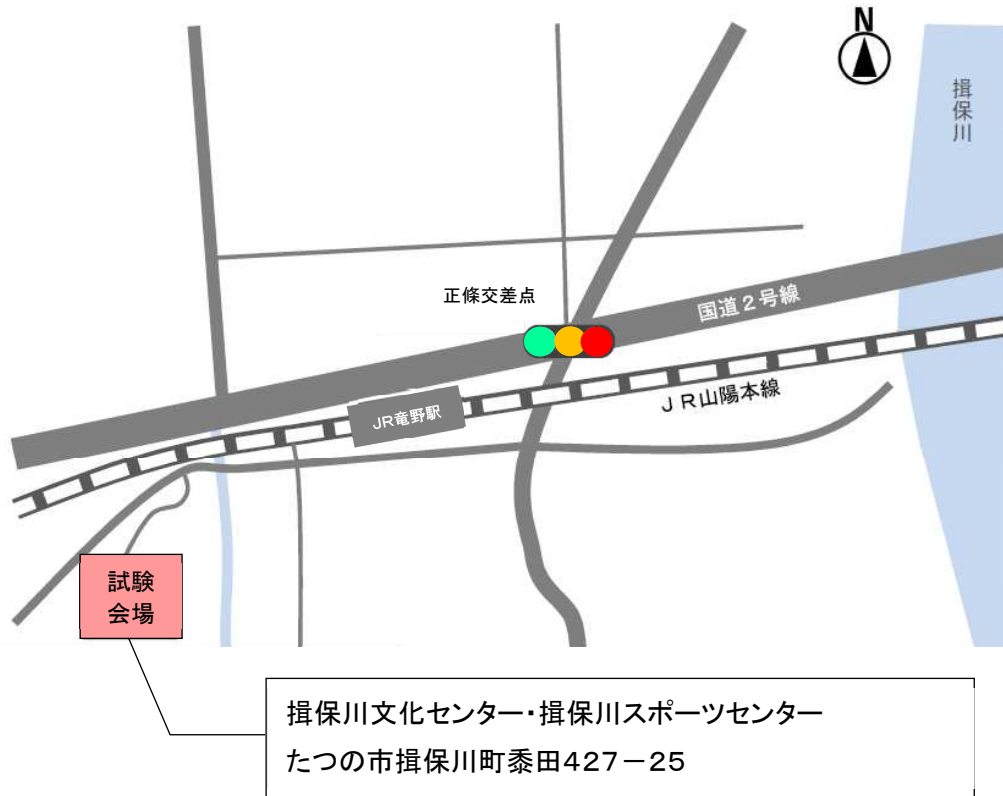 N
揖保川
正條交差点
国道２号線
ＪＲ山陽本線
JR竜野駅
試験
会場
揖保川文化センター・揖保川スポーツセンター
たつの市揖保川町黍田４２７－２５